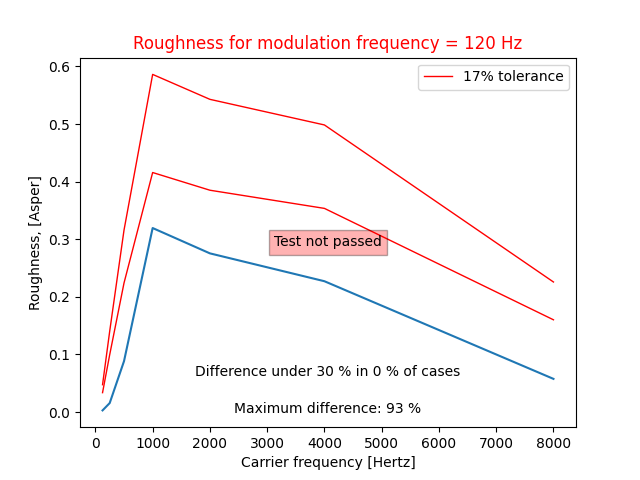 Roughness for modulation frequency = 120 Hz
17% tolerance
Roughness, [Asper]
0.6
0.5
0.4
0.3
0.2
0.1
0.0
Test not passed
Difference under 30 % in 0 % of cases
Maximum difference: 93 %
0 1000 2000 3000 4000 5000 6000 7000 8000
Carrier frequency [Hertz]